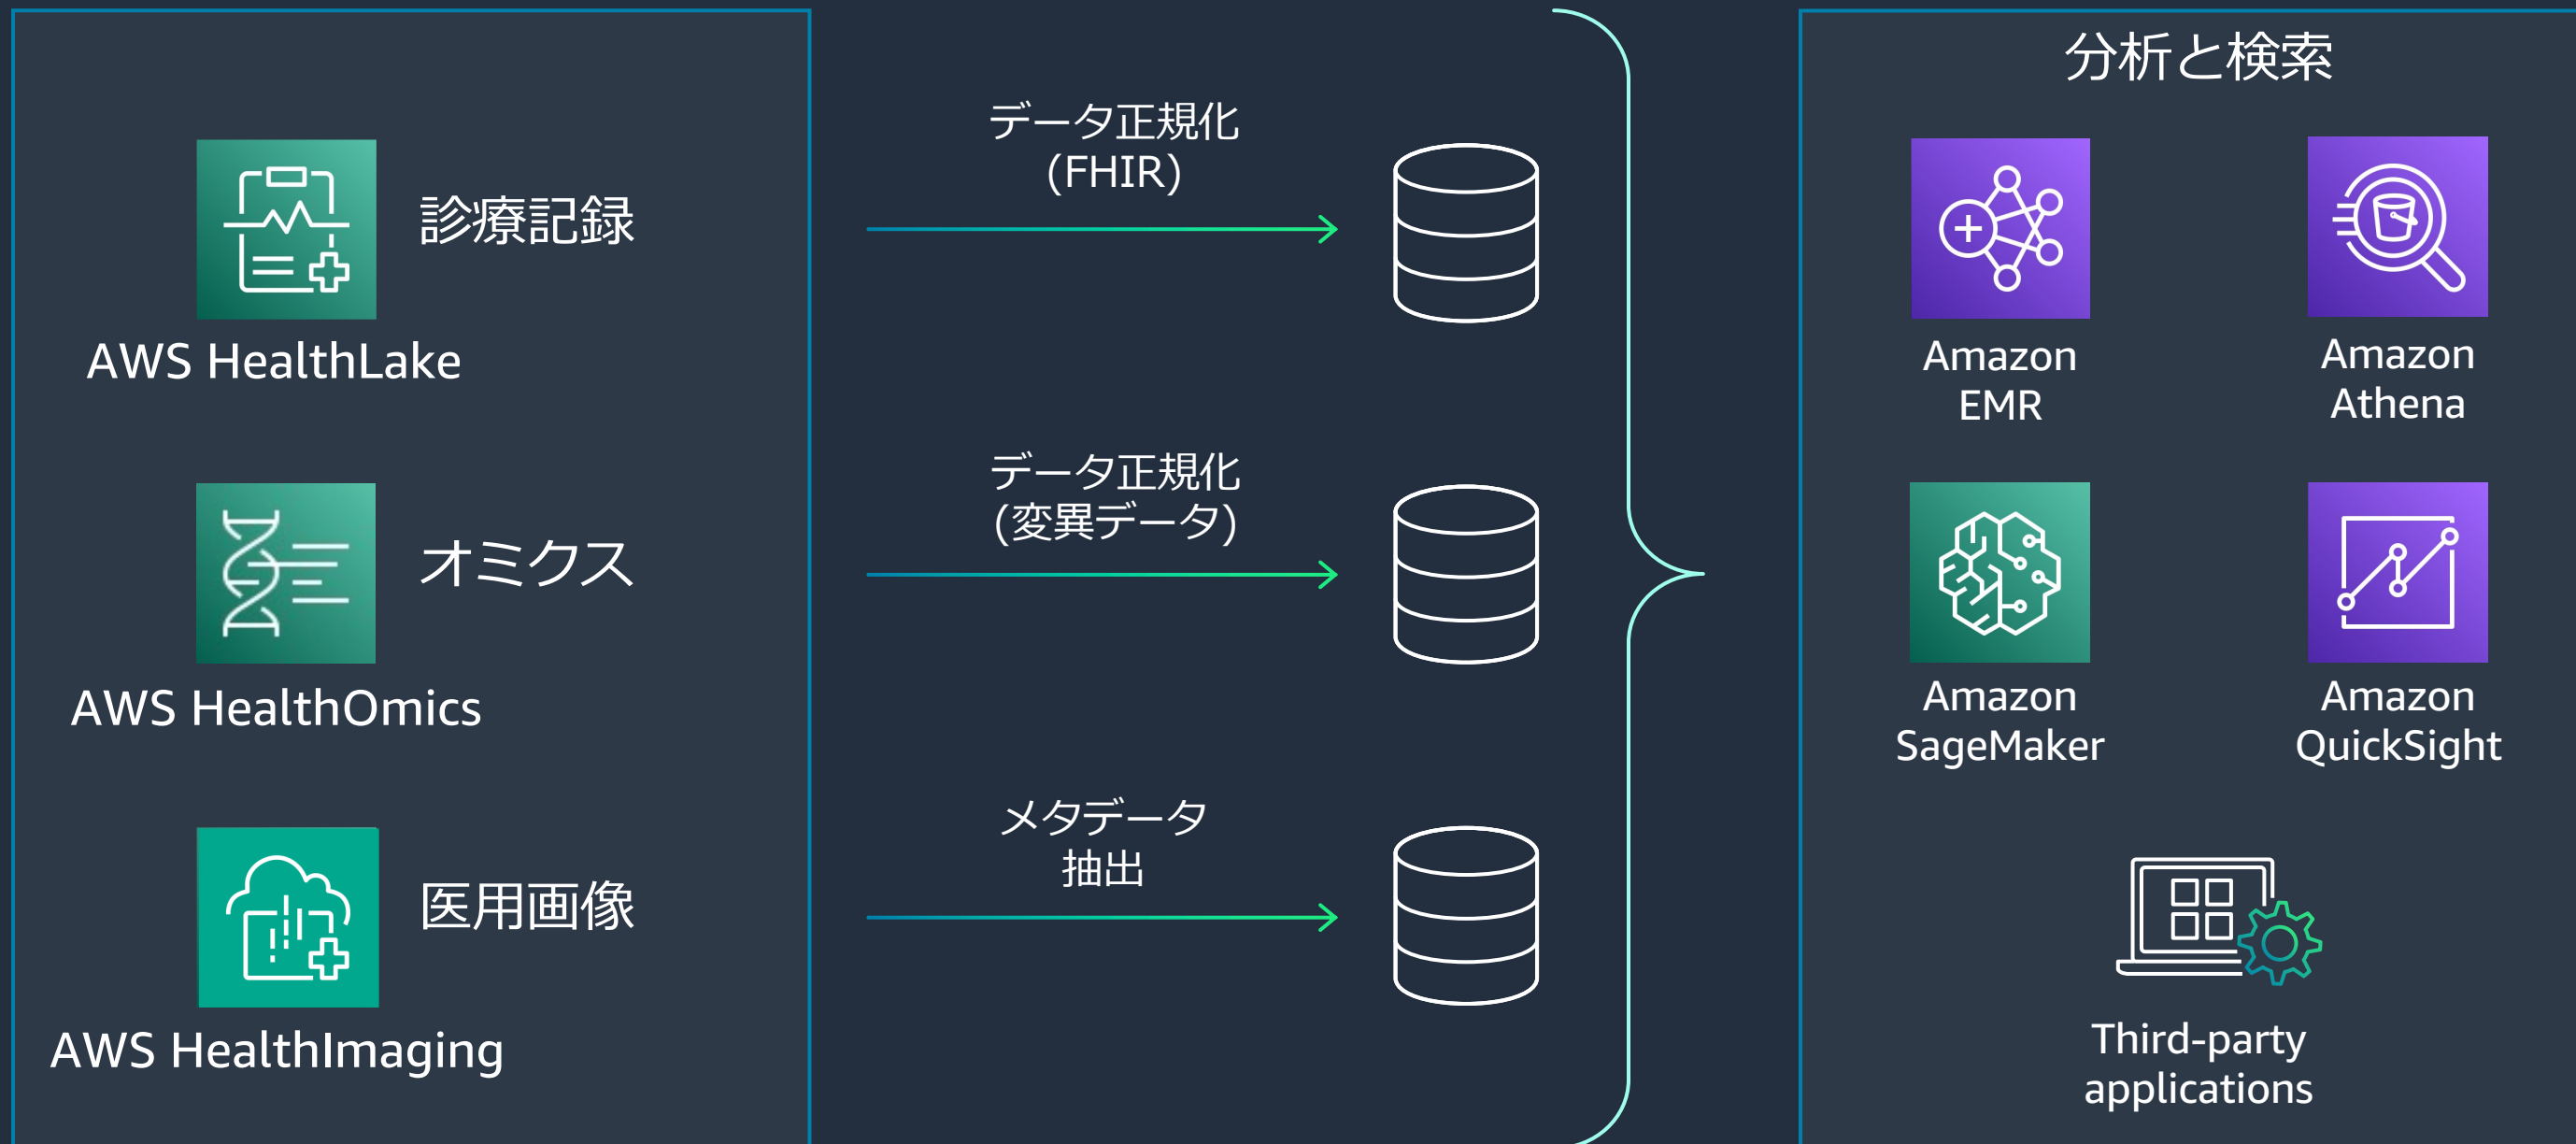 診療記録
AWS HealthLake
オミクス
AWS HealthOmics
医用画像
AWS HealthImaging
データ正規化
(FHIR)
データ正規化
(変異データ)
メタデータ
抽出
分析と検索
Amazon
EMR
Amazon
Athena
Amazon
SageMaker
Amazon
QuickSight
Third-party
applications